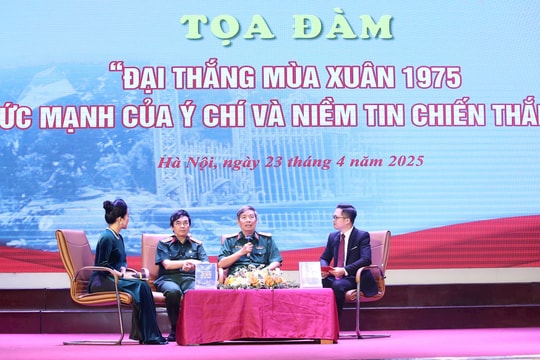 TỌA ĐÀM
“ĐẠI THẮNG MÙA XUÂN 1975
ỨC MẠNH CỦA Ý CHÍ VÀ NIỀM TIN CHIẾN THẮ
Hà Nội, ngày 23 tháng 4 năm 2025